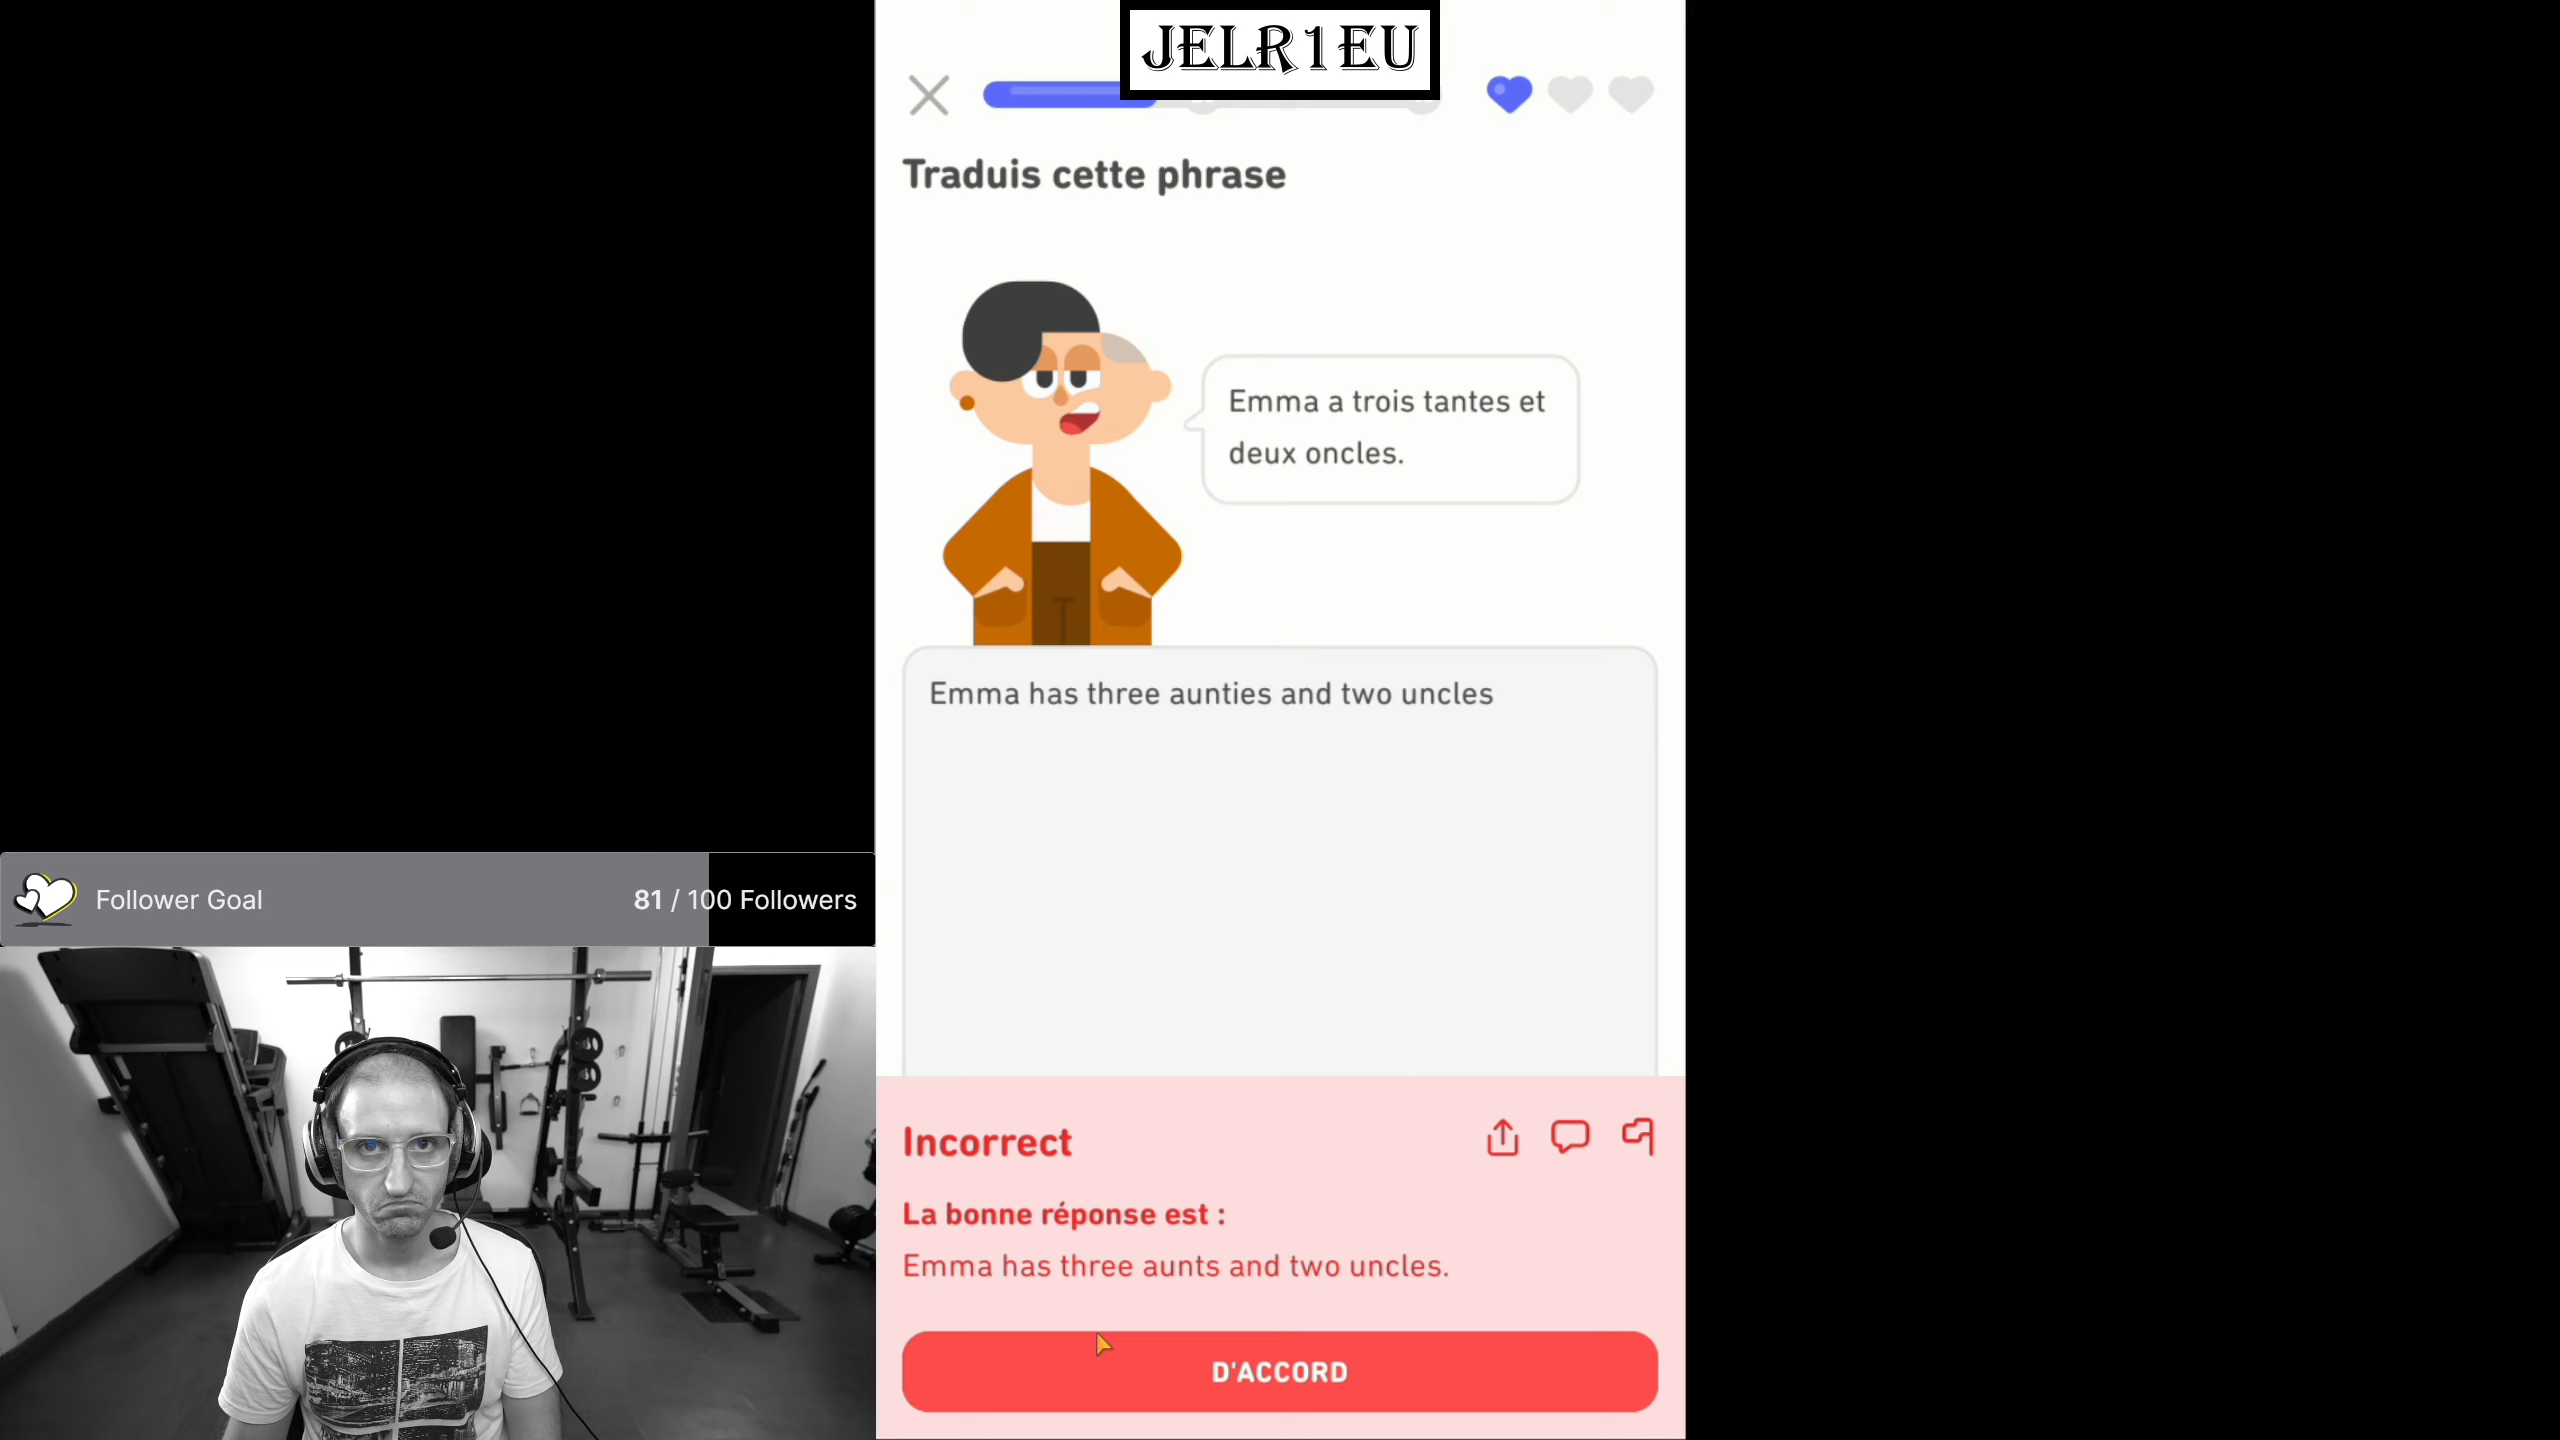 JELR1EU
Traduis cette phrase
Emma a trois tantes et
deux oncles.
Emma has three aunties and two uncles
Follower Goal
81 / 100 Followers
Incorrect
La bonne réponse est :
Emma has three aunts and two uncles.
D'ACCORD